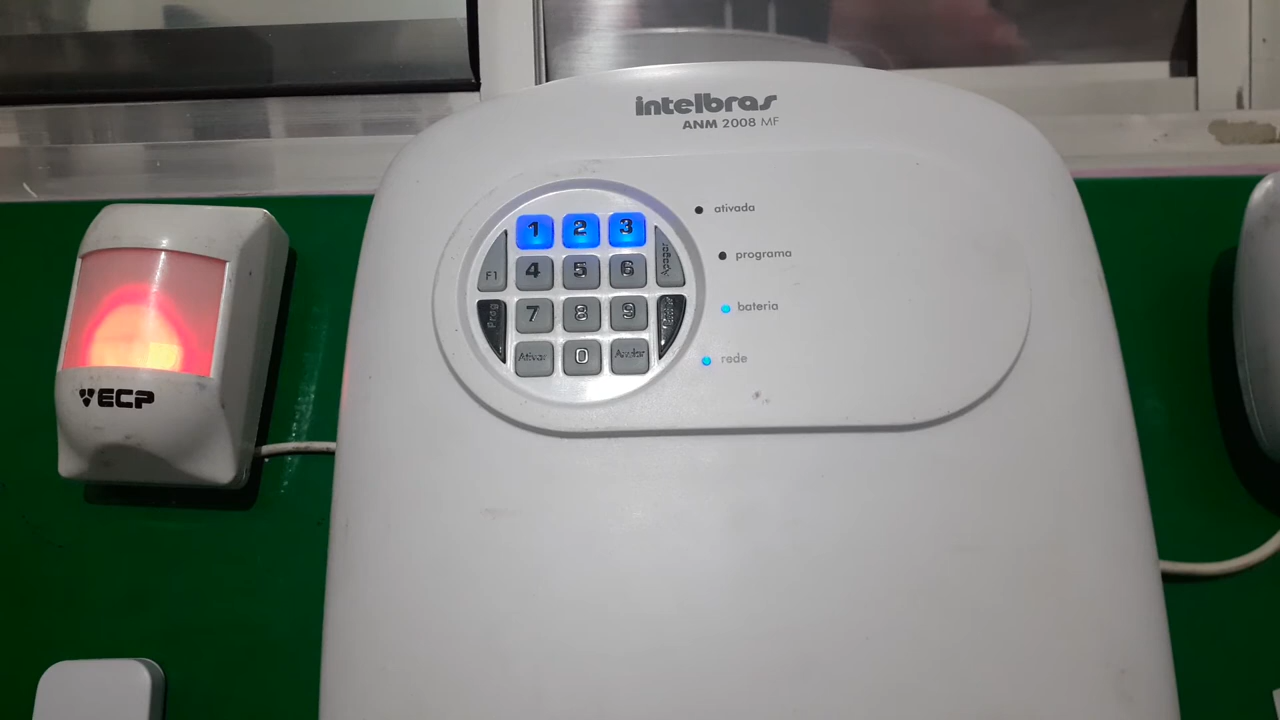 intelbras
ANM 2008 MF
1 2 3
F1 4 5 6 Apagar
Prog 7 8 9
Ativar 0 Anular
ativada
programa
bateria
rede
ECP